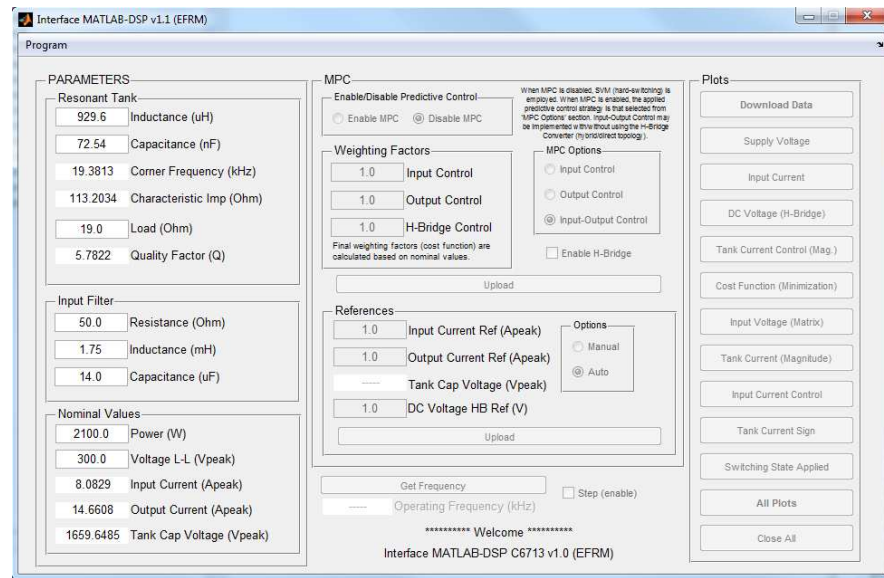 Interface MATLAB-DSP v1.1 (EFRM)
Program
PARAMETERS
Resonant Tank
929.6 Inductance (uH)
72.54 Capacitance (nF)
19.3813 Corner Frequency (kHz)
113.2034 Characteristic Imp (Ohm)
19.0 Load (Ohm)
5.7822 Quality Factor (Q)
Input Filter
50.0 Resistance (Ohm)
1.75 Inductance (mH)
14.0 Capacitance (uF)
Nominal Values
2100.0 Power (W)
300.0 Voltage L-L (Vpeak)
8.0829 Input Current (Apeak)
14.6608 Output Current (Apeak)
1659.6485 Tank Cap Voltage (Vpeak)
MPC
Enable/Disable Predictive Control
Enable MPC Disable MPC
When MPC is disabled, SVM (hard-switching) is
employed. When MPC is enabled, the applied
predictive control strategy is that selected from
'MPC Options' section. Input-Output Control may
be implemented with/without using the H-Bridge
Converter (hybrid/direct topology).
Weighting Factors
1.0 Input Control
1.0 Output Control
1.0 H-Bridge Control
Final weighting factors (cost function) are
calculated based on nominal values.
MPC Options
Input Control
Output Control
Input-Output Control
Enable H-Bridge
Upload
References
1.0 Input Current Ref (Apeak)
1.0 Output Current Ref (Apeak)
----- Tank Cap Voltage (Vpeak)
1.0 DC Voltage HB Ref (V)
Options
Manual
Auto
Upload
Get Frequency
Step (enable)
----- Operating Frequency (kHz)
********** Welcome **********
Interface MATLAB-DSP C6713 v1.0 (EFRM)
Plots
Download Data
Supply Voltage
Input Current
DC Voltage (H-Bridge)
Tank Current Control (Mag.)
Cost Function (Minimization)
Input Voltage (Matrix)
Tank Current (Magnitude)
Input Current Control
Tank Current Sign
Switching State Applied
All Plots
Close All